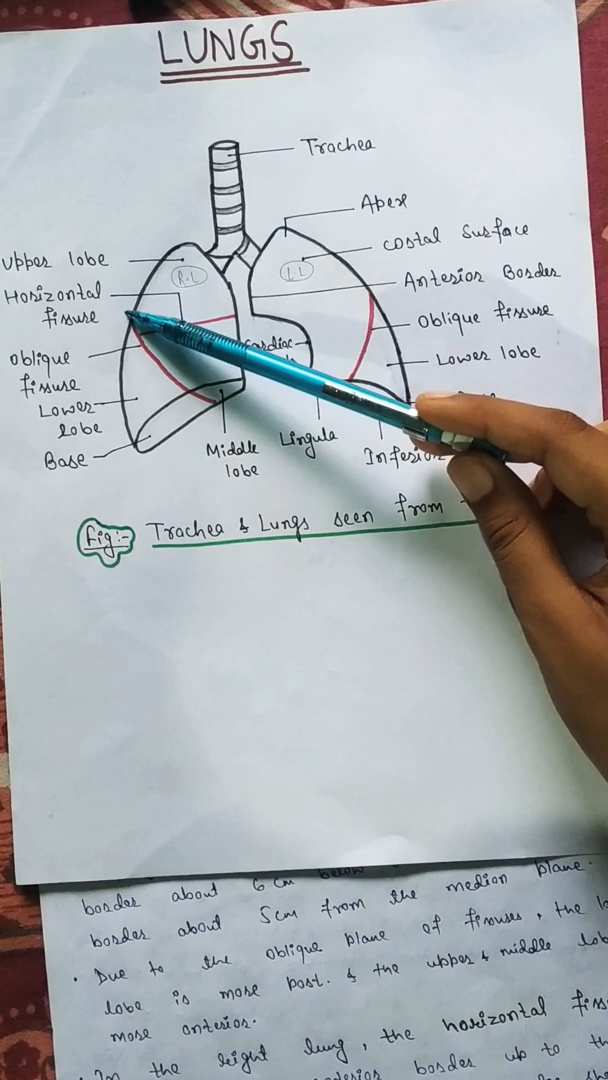 LUNGS
Trachea
Apex
costal surface
Upper lobe
R.L
L.L
Horizontal
fissure
Anterior Border
Oblique fissure
Oblique
fissure
Lower lobe
Lower
lobe
Base
Middle
lobe
Lingula
Fig:- Trachea & Lungs seen from
border about 6 cm below
border about 5cm from the median plane.
• Due to the oblique plane of fissures, the
lobe is more post. & the upper & middle
more anterior.
• In the right lung, the horizontal
border up to